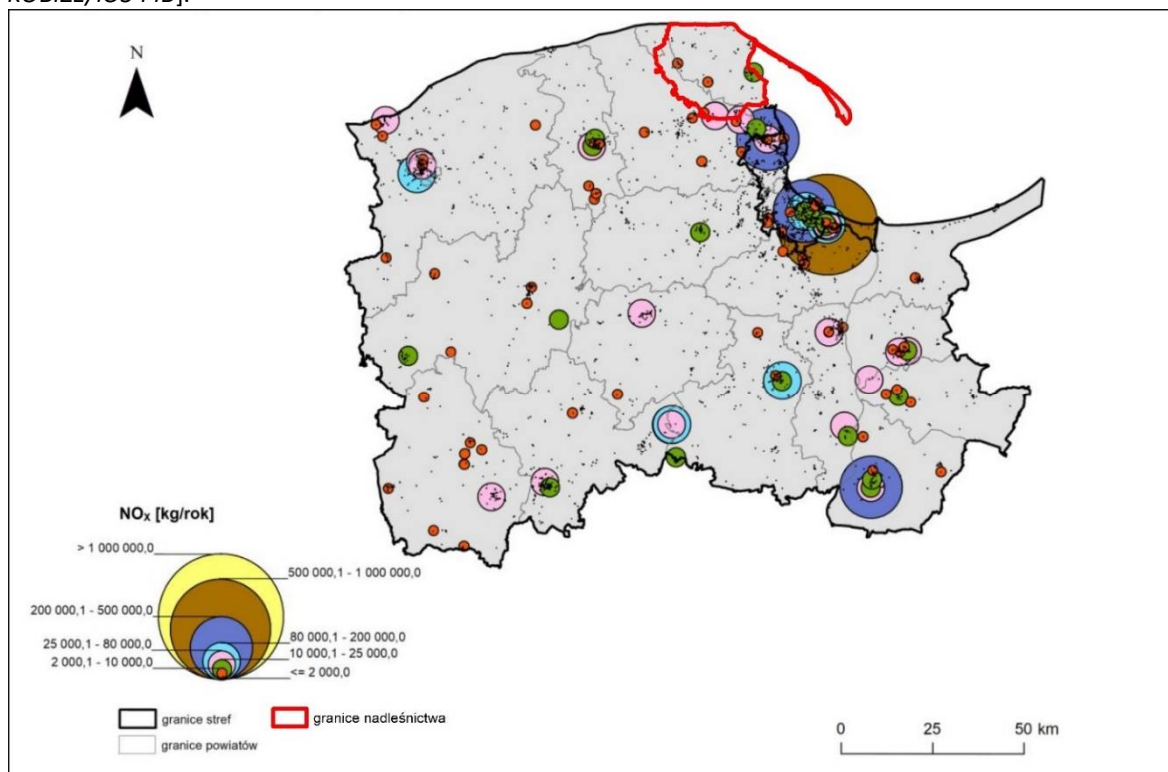 KOBiZE/IOŚ-PIB].
N
NOx [kg/rok]
> 1 000 000,0
500 000,1 - 1 000 000,0
200 000,1 - 500 000,0
80 000,1 - 200 000,0
25 000,1 - 80 000,0
10 000,1 - 25 000,0
2 000,1 - 10 000,0
<= 2 000,0
granice stref
granice nadleśnictwa
granice powiatów
0 25 50 km